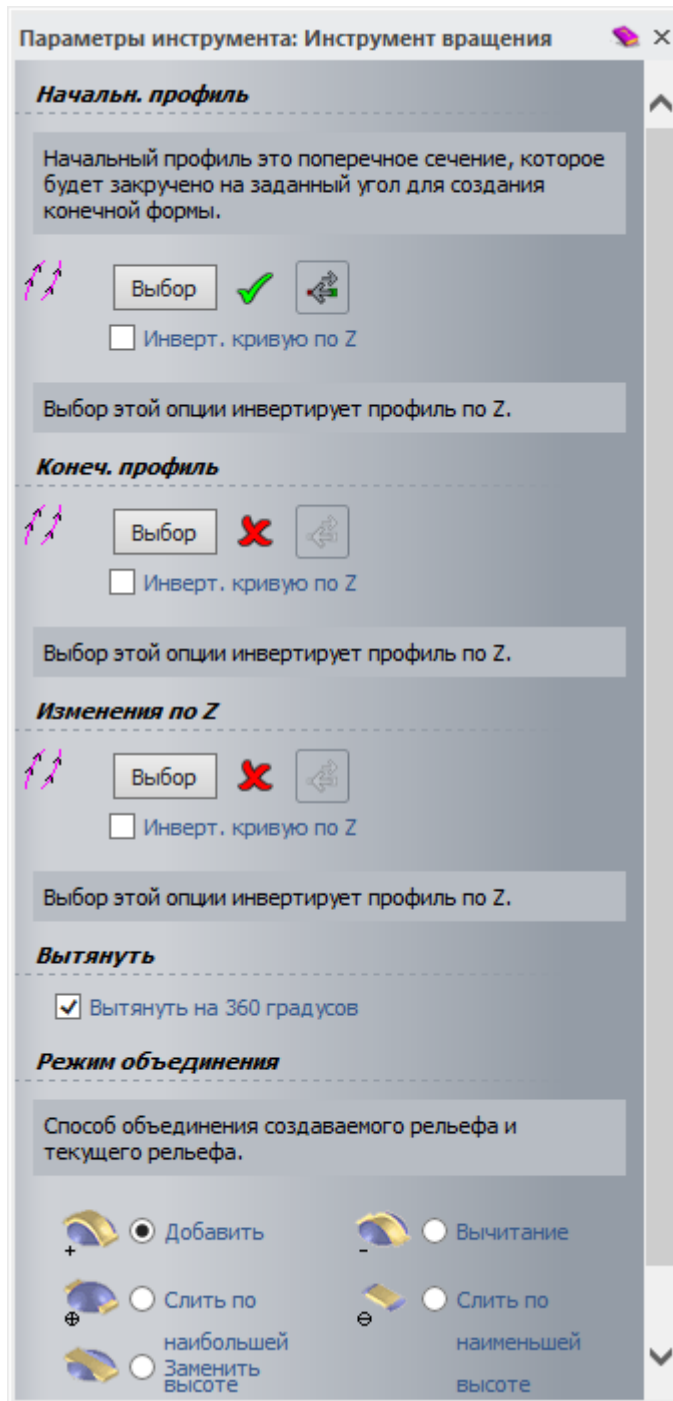 Параметры инструмента: Инструмент вращения
Начальн. профиль
Начальный профиль это поперечное сечение, которое
будет закручено на заданный угол для создания
конечной формы.
Выбор
Инверт. кривую по Z
Выбор этой опции инвертирует профиль по Z.
Конеч. профиль
Выбор
Инверт. кривую по Z
Выбор этой опции инвертирует профиль по Z.
Изменения по Z
Выбор
Инверт. кривую по Z
Выбор этой опции инвертирует профиль по Z.
Вытянуть
Вытянуть на 360 градусов
Режим объединения
Способ объединения создаваемого рельефа и
текущего рельефа.
Добавить
Вычитание
Слить по
наибольшей
высоте
Слить по
наименьшей
высоте
Заменить